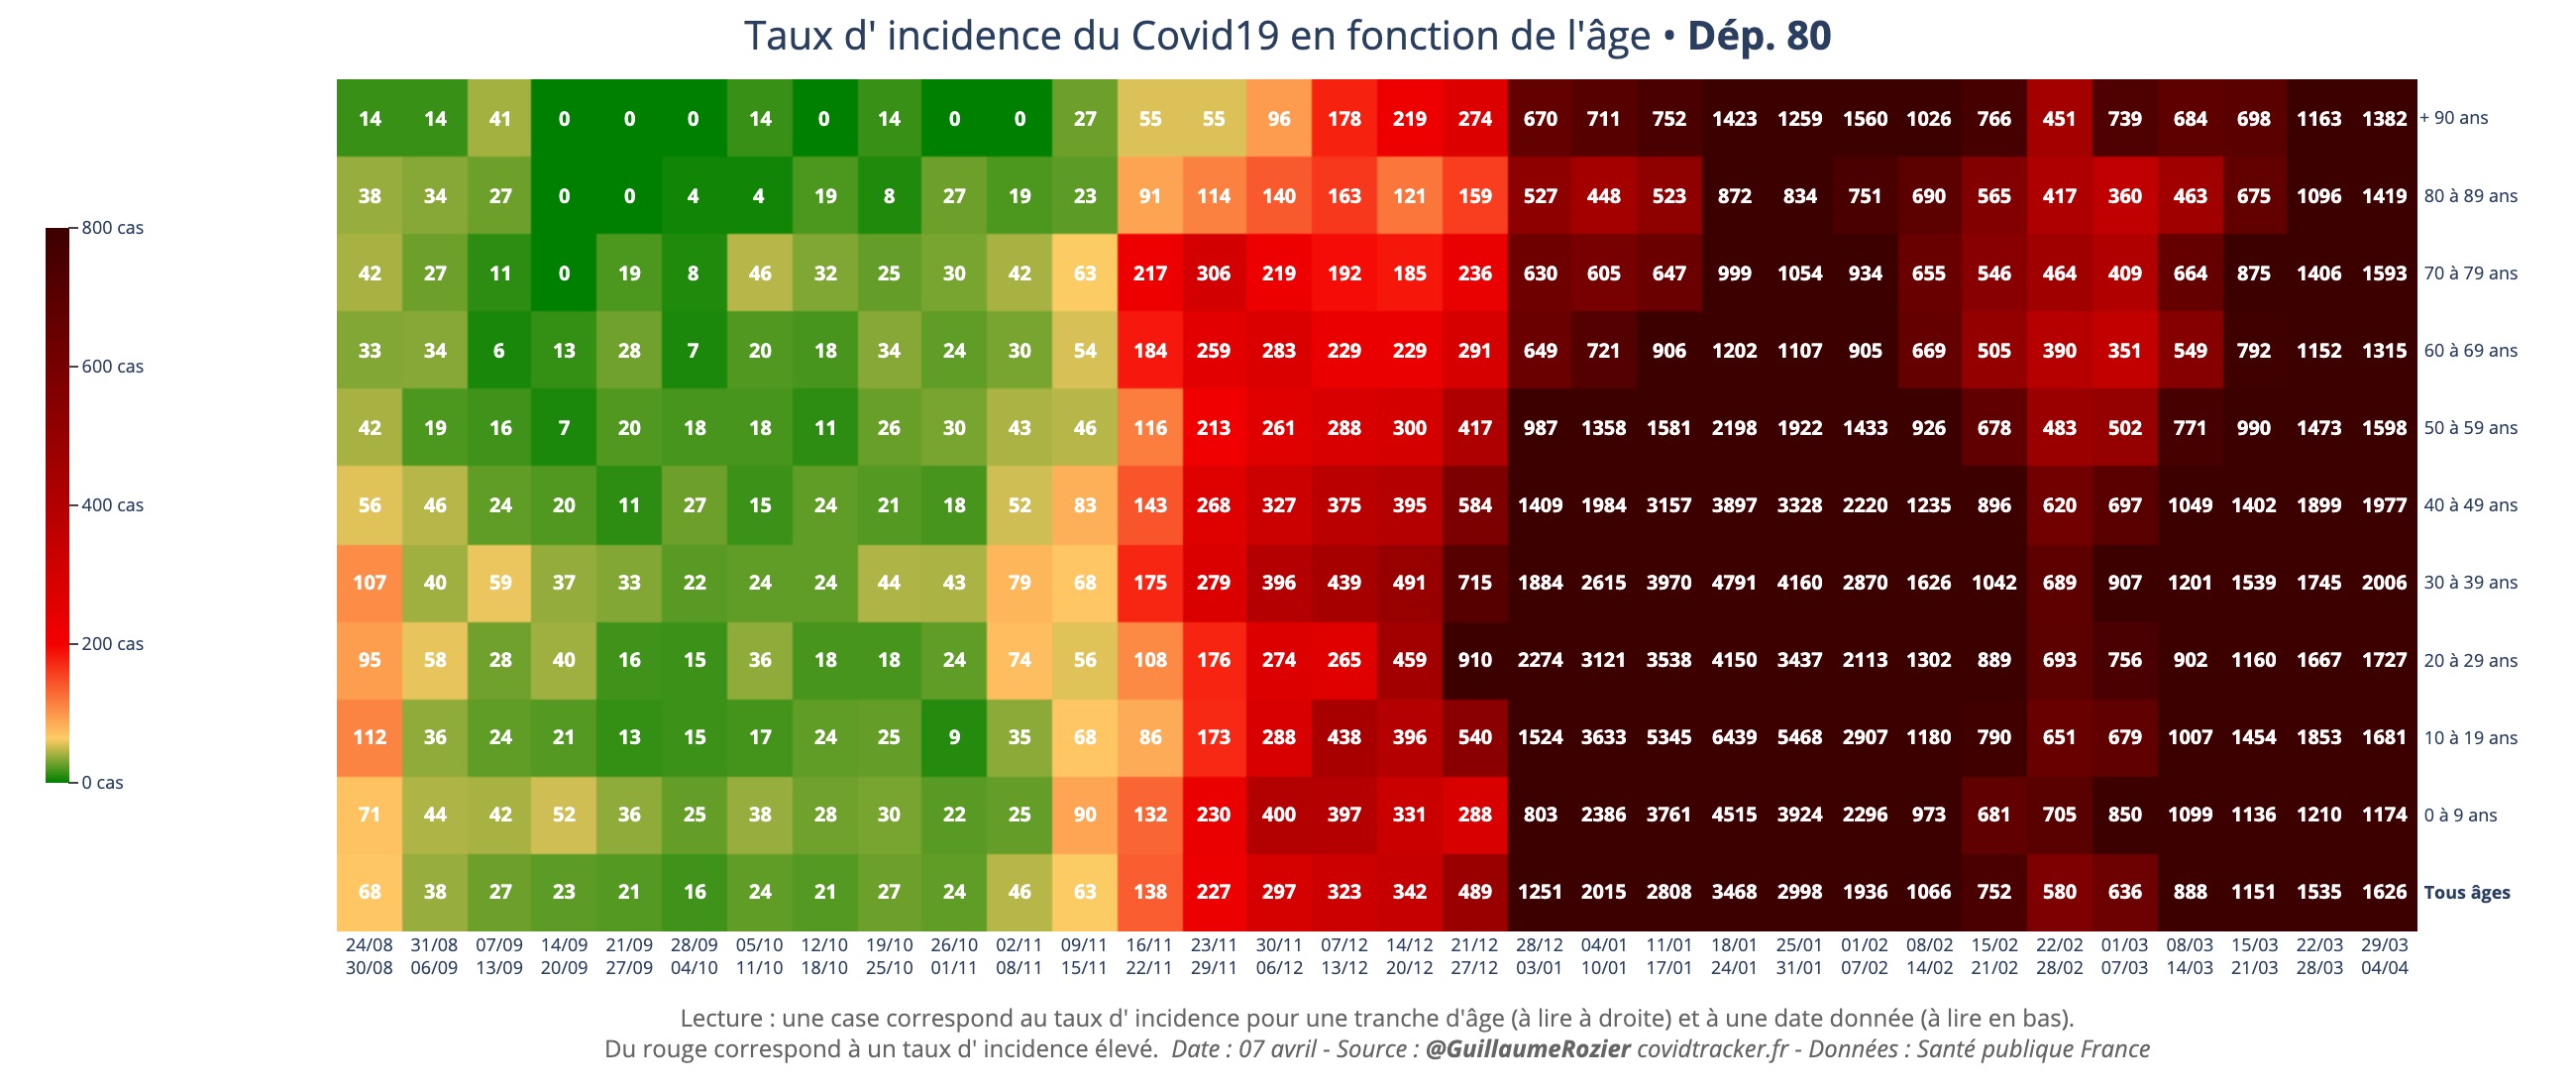 Taux d' incidence du Covid19 en fonction de l'âge • Dép. 80
800 cas
600 cas
400 cas
200 cas
0 cas
14 14 41 0 0 0 14 0 14 0 0 27 55 55 96 178 219 274 670 711 752 1423 1259 1560 1026 766 451 739 684 698 1163 1382 + 90 ans
38 34 27 0 0 4 4 19 8 27 19 23 91 114 140 163 121 159 527 448 523 872 834 751 690 565 417 360 463 675 1096 1419 80 à 89 ans
42 27 11 0 19 8 46 32 25 30 42 63 217 306 219 192 185 236 630 605 647 999 1054 934 655 546 464 409 664 875 1406 1593 70 à 79 ans
33 34 6 13 28 7 20 18 34 24 30 54 184 259 283 229 229 291 649 721 906 1202 1107 905 669 505 390 351 549 792 1152 1315 60 à 69 ans
42 19 16 7 20 18 18 11 26 30 43 46 116 213 261 288 300 417 987 1358 1581 2198 1922 1433 926 678 483 502 771 990 1473 1598 50 à 59 ans
56 46 24 20 11 27 15 24 21 18 52 83 143 268 327 375 395 584 1409 1984 3157 3897 3328 2220 1235 896 620 697 1049 1402 1899 1977 40 à 49 ans
107 40 59 37 33 22 24 24 44 43 79 68 175 279 396 439 491 715 1884 2615 3970 4791 4160 2870 1626 1042 689 907 1201 1539 1745 2006 30 à 39 ans
95 58 28 40 16 15 36 18 18 24 74 56 108 176 274 265 459 910 2274 3121 3538 4150 3437 2113 1302 889 693 756 902 1160 1667 1727 20 à 29 ans
112 36 24 21 13 15 17 24 25 9 35 68 86 173 288 438 396 540 1524 3633 5345 6439 5468 2907 1180 790 651 679 1007 1454 1853 1681 10 à 19 ans
71 44 42 52 36 25 38 28 30 22 25 90 132 230 400 397 331 288 803 2386 3761 4515 3924 2296 973 681 705 850 1099 1136 1210 1174 0 à 9 ans
68 38 27 23 21 16 24 21 27 24 46 63 138 227 297 323 342 489 1251 2015 2808 3468 2998 1936 1066 752 580 636 888 1151 1535 1626 Tous âges
24/08 31/08 07/09 14/09 21/09 28/09 05/10 12/10 19/10 26/10 02/11 09/11 16/11 23/11 30/11 07/12 14/12 21/12 28/12 04/01 11/01 18/01 25/01 01/02 08/02 15/02 22/02 01/03 08/03 15/03 22/03 29/03
30/08 06/09 13/09 20/09 27/09 04/10 11/10 18/10 25/10 01/11 08/11 15/11 22/11 29/11 06/12 13/12 20/12 27/12 03/01 10/01 17/01 24/01 31/01 07/02 14/02 21/02 28/02 07/03 14/03 21/03 28/03 04/04
Lecture : une case correspond au taux d' incidence pour une tranche d'âge (à lire à droite) et à une date donnée (à lire en bas).
Du rouge correspond à un taux d' incidence élevé. Date : 07 avril - Source : @GuillaumeRozier covidtracker.fr - Données : Santé publique France